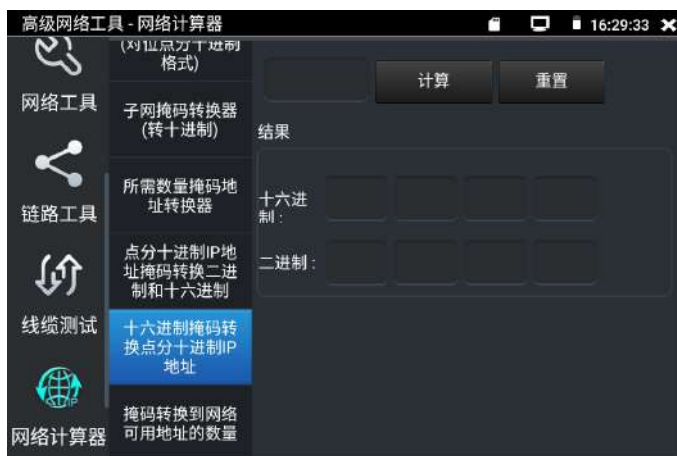 高级网络工具 - 网络计算器
16:29:33
网络工具
链路工具
线缆测试
网络计算器
(对位点分十进制
格式)
子网掩码转换器
(转十进制)
所需数量掩码地
址转换器
点分十进制IP地
址掩码转换二进
制和十六进制
十六进制掩码转
换点分十进制IP
地址
掩码转换到网络
可用地址的数量
计算
重置
结果
十六进
制 :
二进制 :